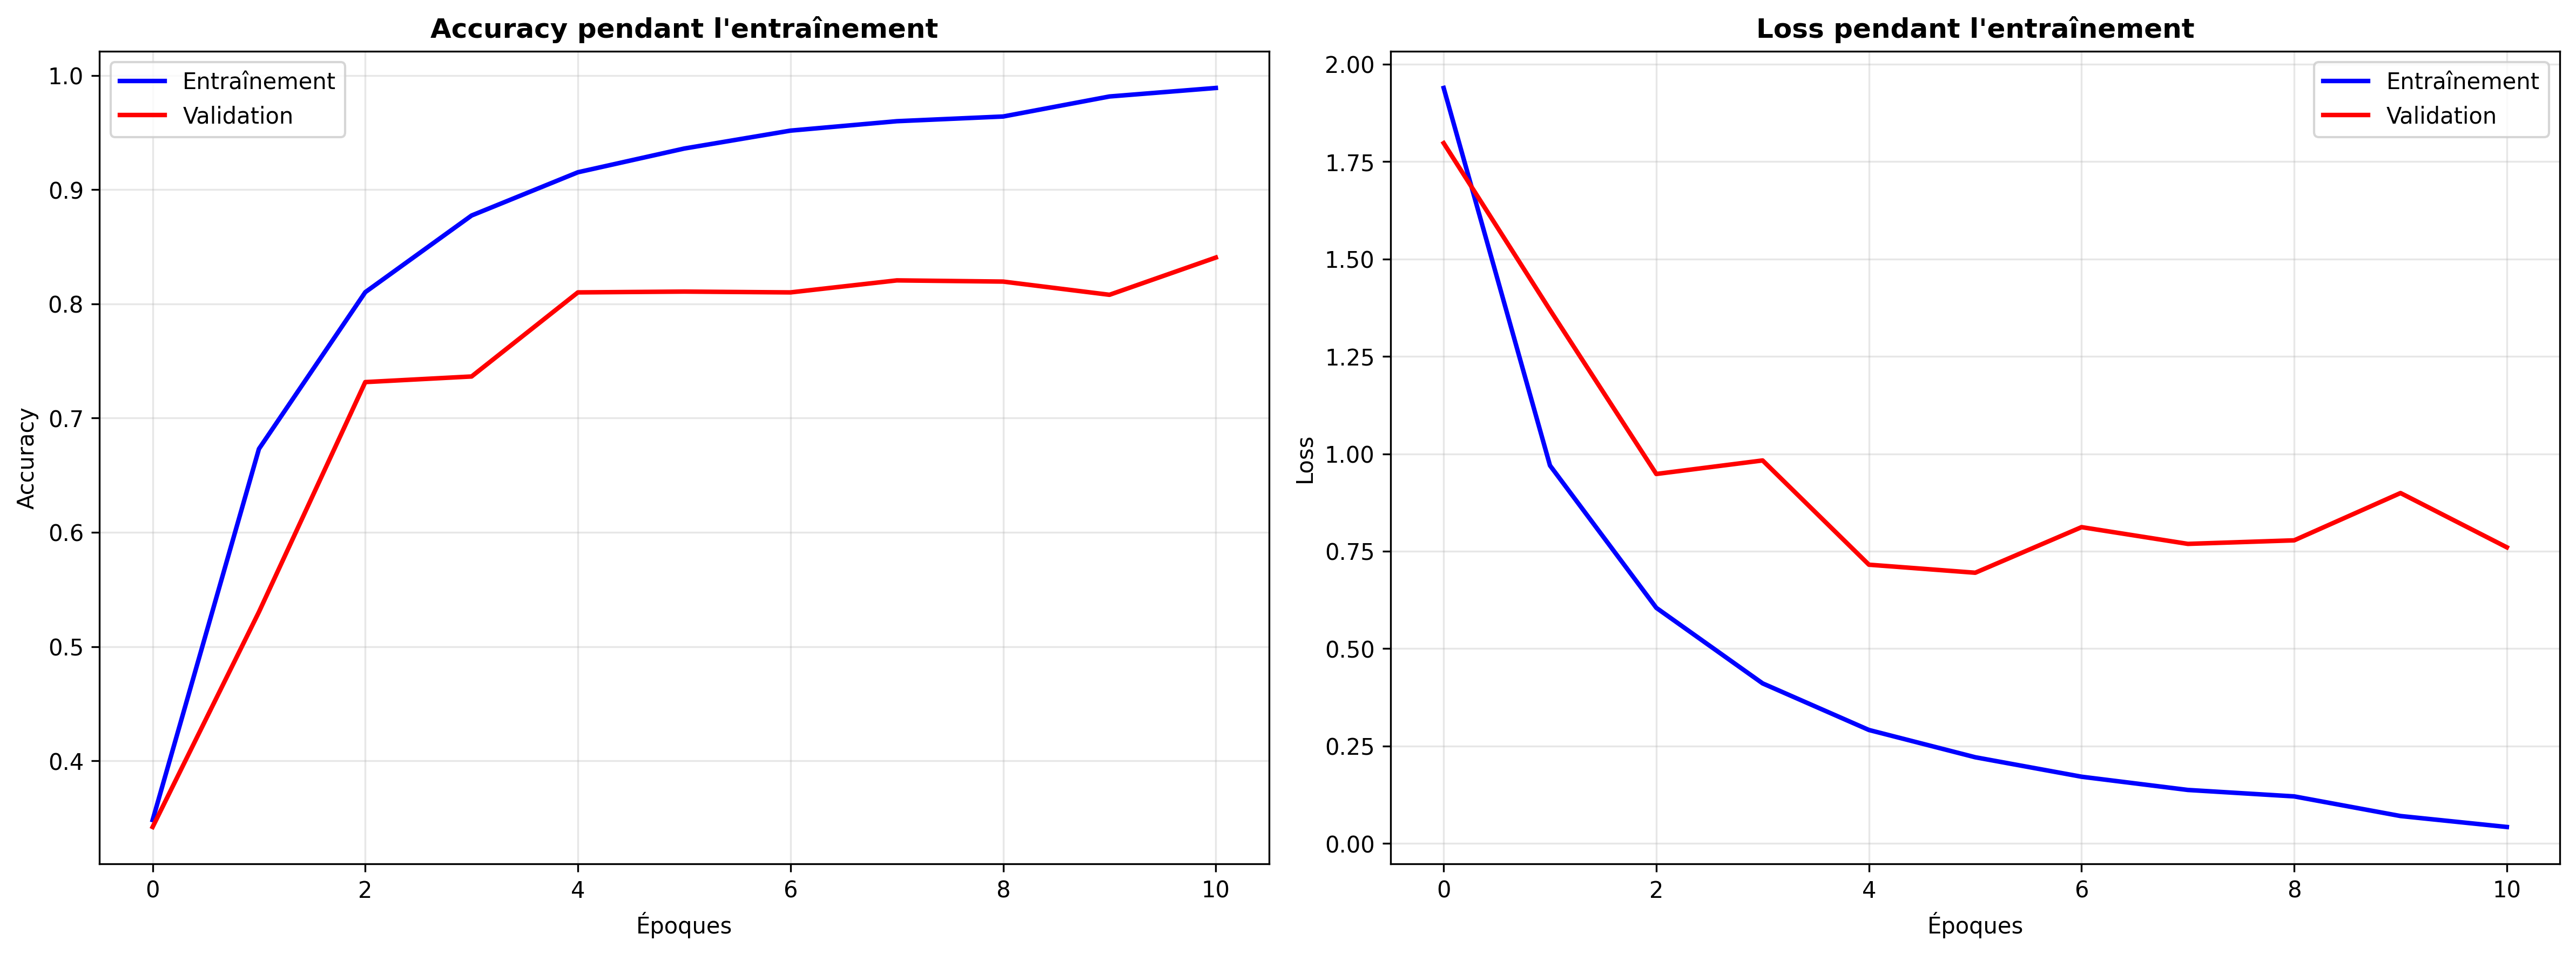 Accuracy pendant l'entraînement
Entraînement
Validation
1.0
0.9
0.8
0.7
0.6
0.5
0.4
Accuracy
0 2 4 6 8 10
Époques
Loss pendant l'entraînement
Entraînement
Validation
2.00
1.75
1.50
1.25
1.00
0.75
0.50
0.25
0.00
Loss
0 2 4 6 8 10
Époques